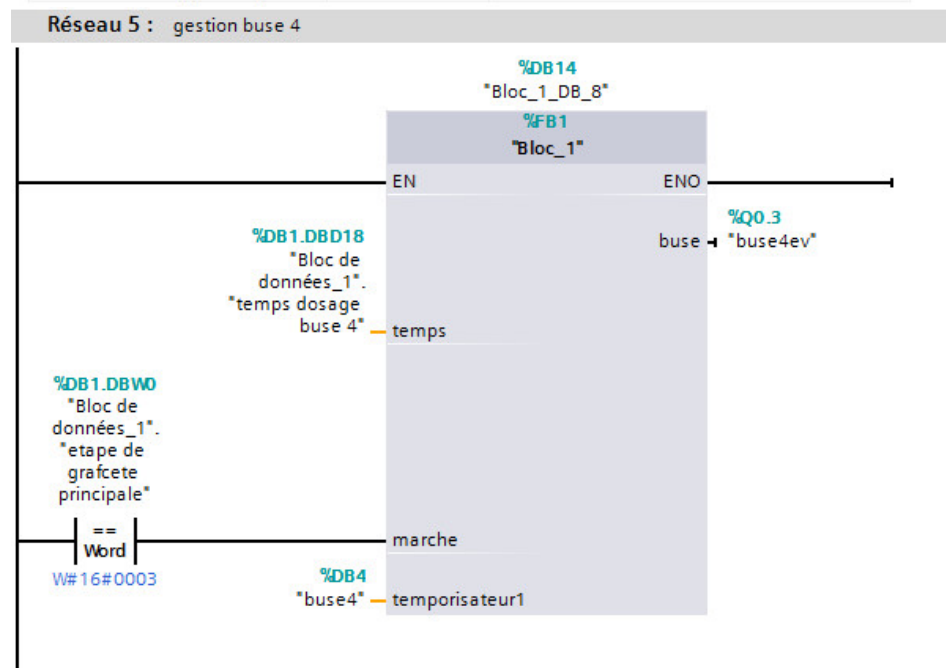 Réseau 5 : gestion buse 4
%DB14
"Bloc_1_DB_8"
%FB1
"Bloc_1"
EN ENO
%Q0.3
buse "buse4ev"
%DB1.DBD18
"Bloc de
données_1".
"temps dosage
buse 4"
temps
%DB1.DBW0
"Bloc de
données_1".
"etape de
grafcete
principale"
==
Word
W#16#0003
marche
%DB4
"buse4"
temporisateur1